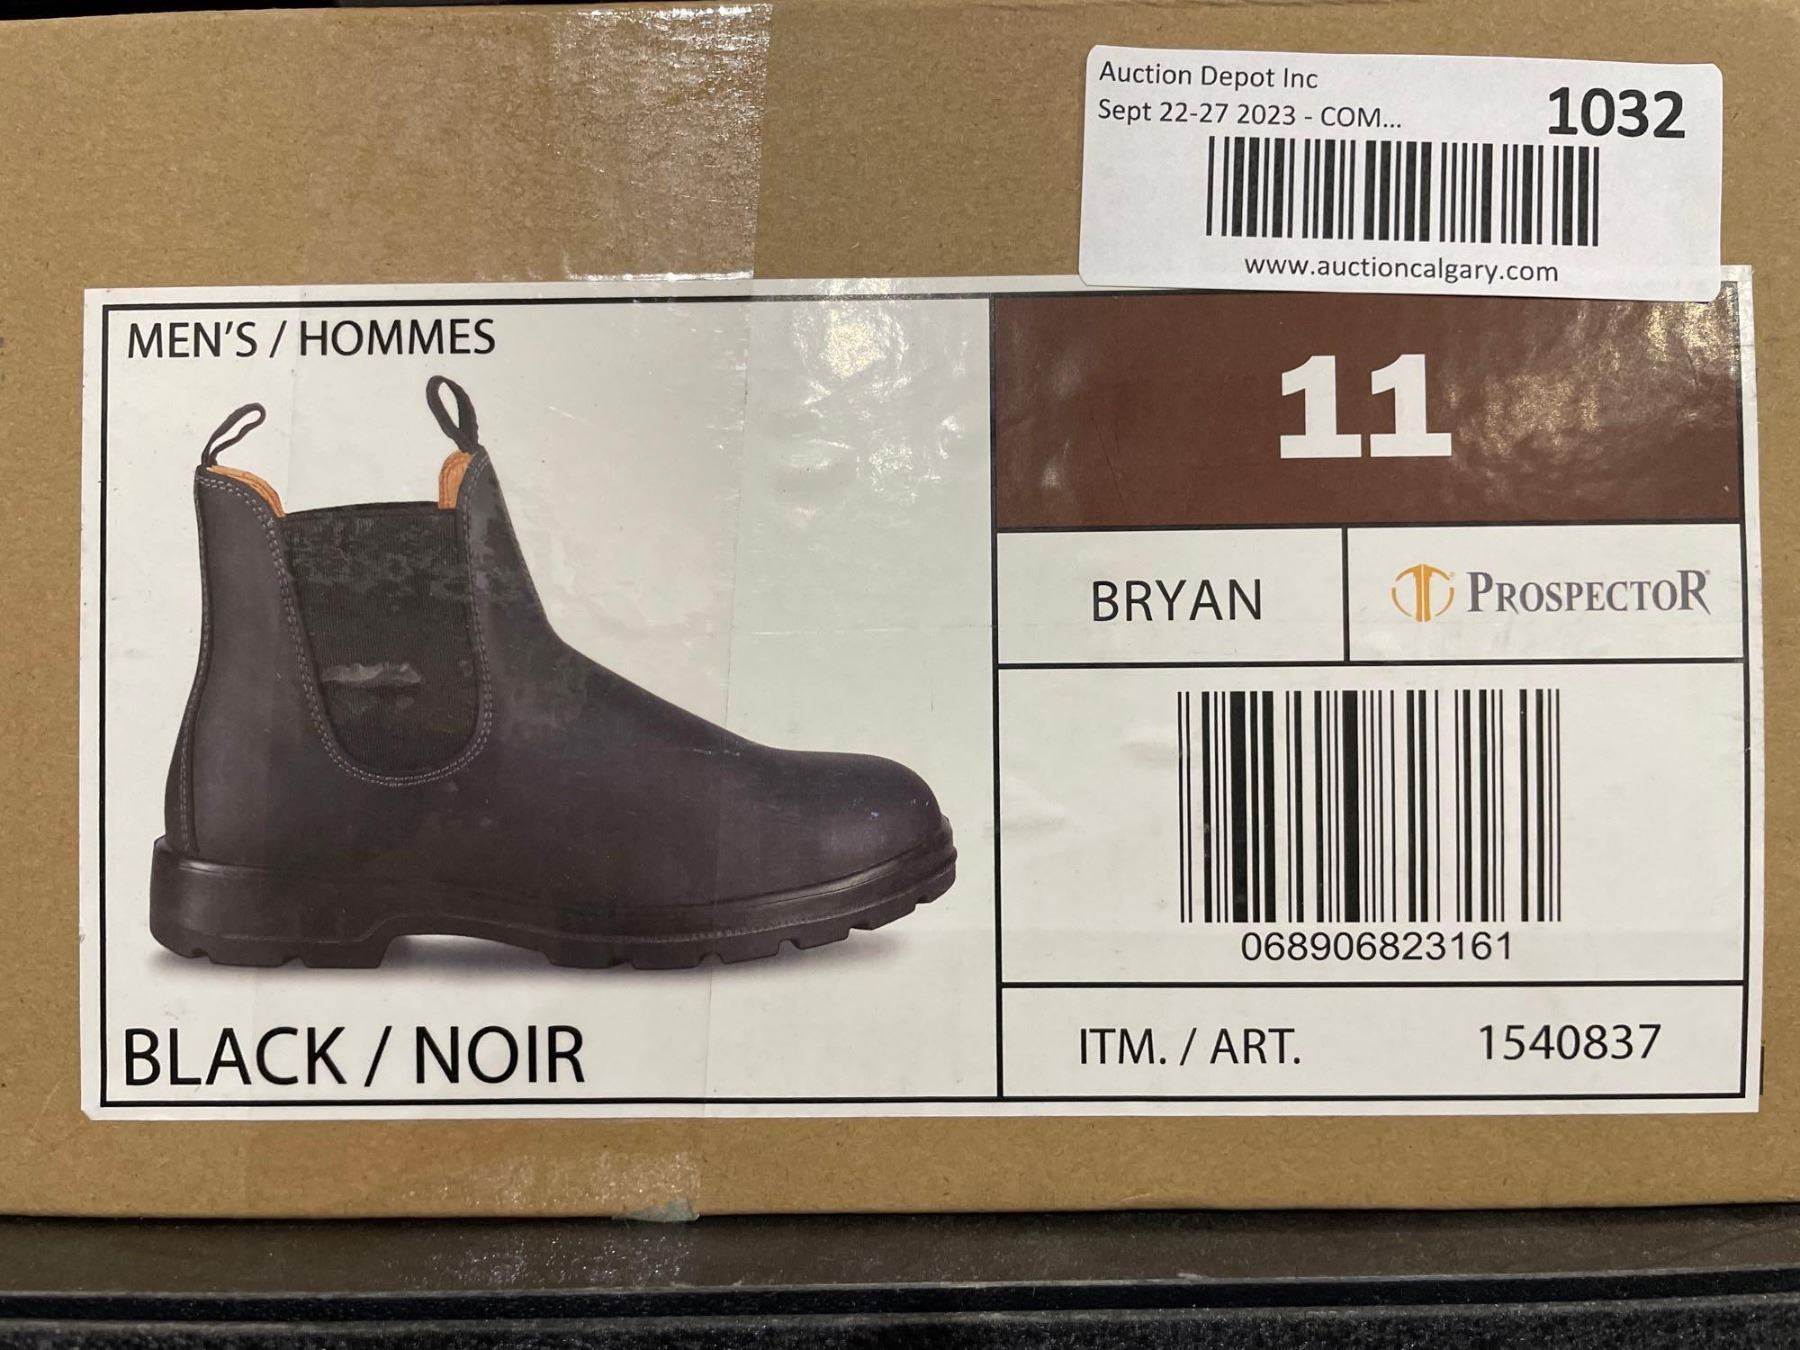 Auction Depot Inc
Sept 22-27 2023 - COM...
1032
www.auctioncalgary.com
MEN'S / HOMMES
11
BRYAN
PROSPECTOR
068906823161
BLACK / NOIR
ITM. / ART. 1540837